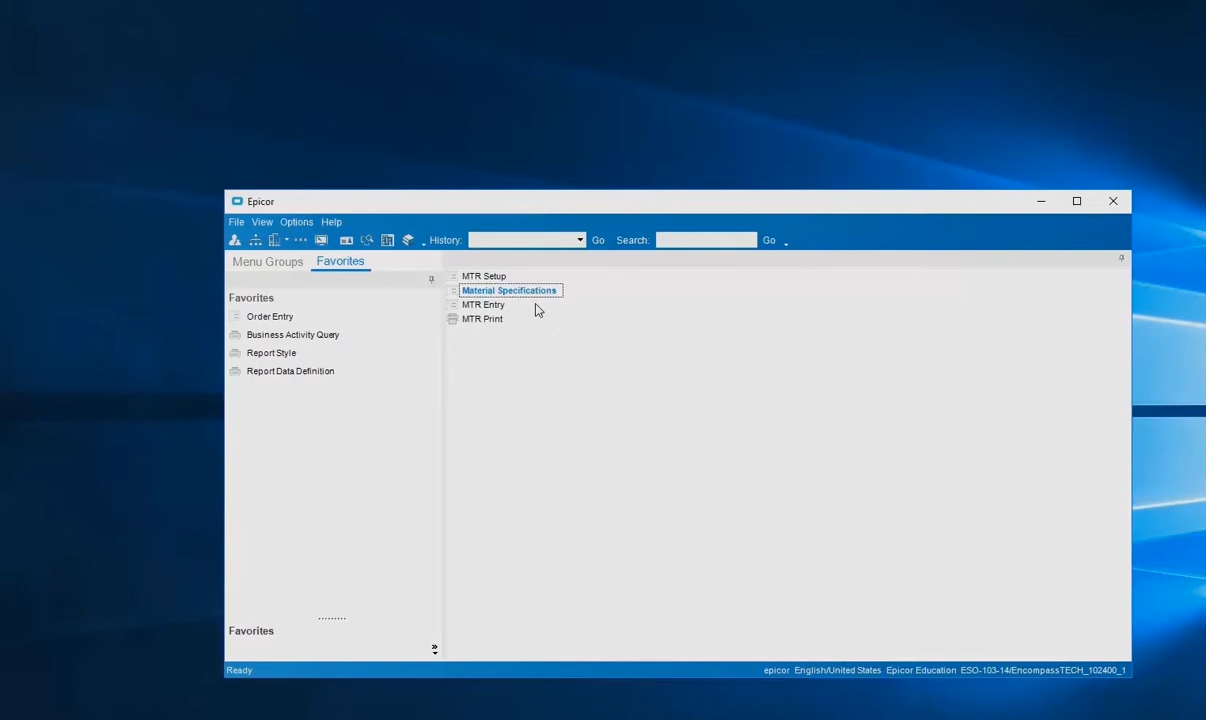 Epicor
File View Options Help
History: Go Search: Go
Menu Groups Favorites
Favorites
Order Entry
Business Activity Query
Report Style
Report Data Definition
MTR Setup
Material Specifications
MTR Entry
MTR Print
Favorites
Ready
epicor English/United States Epicor Education ESO-103-14/EncompassTECH_102400_1